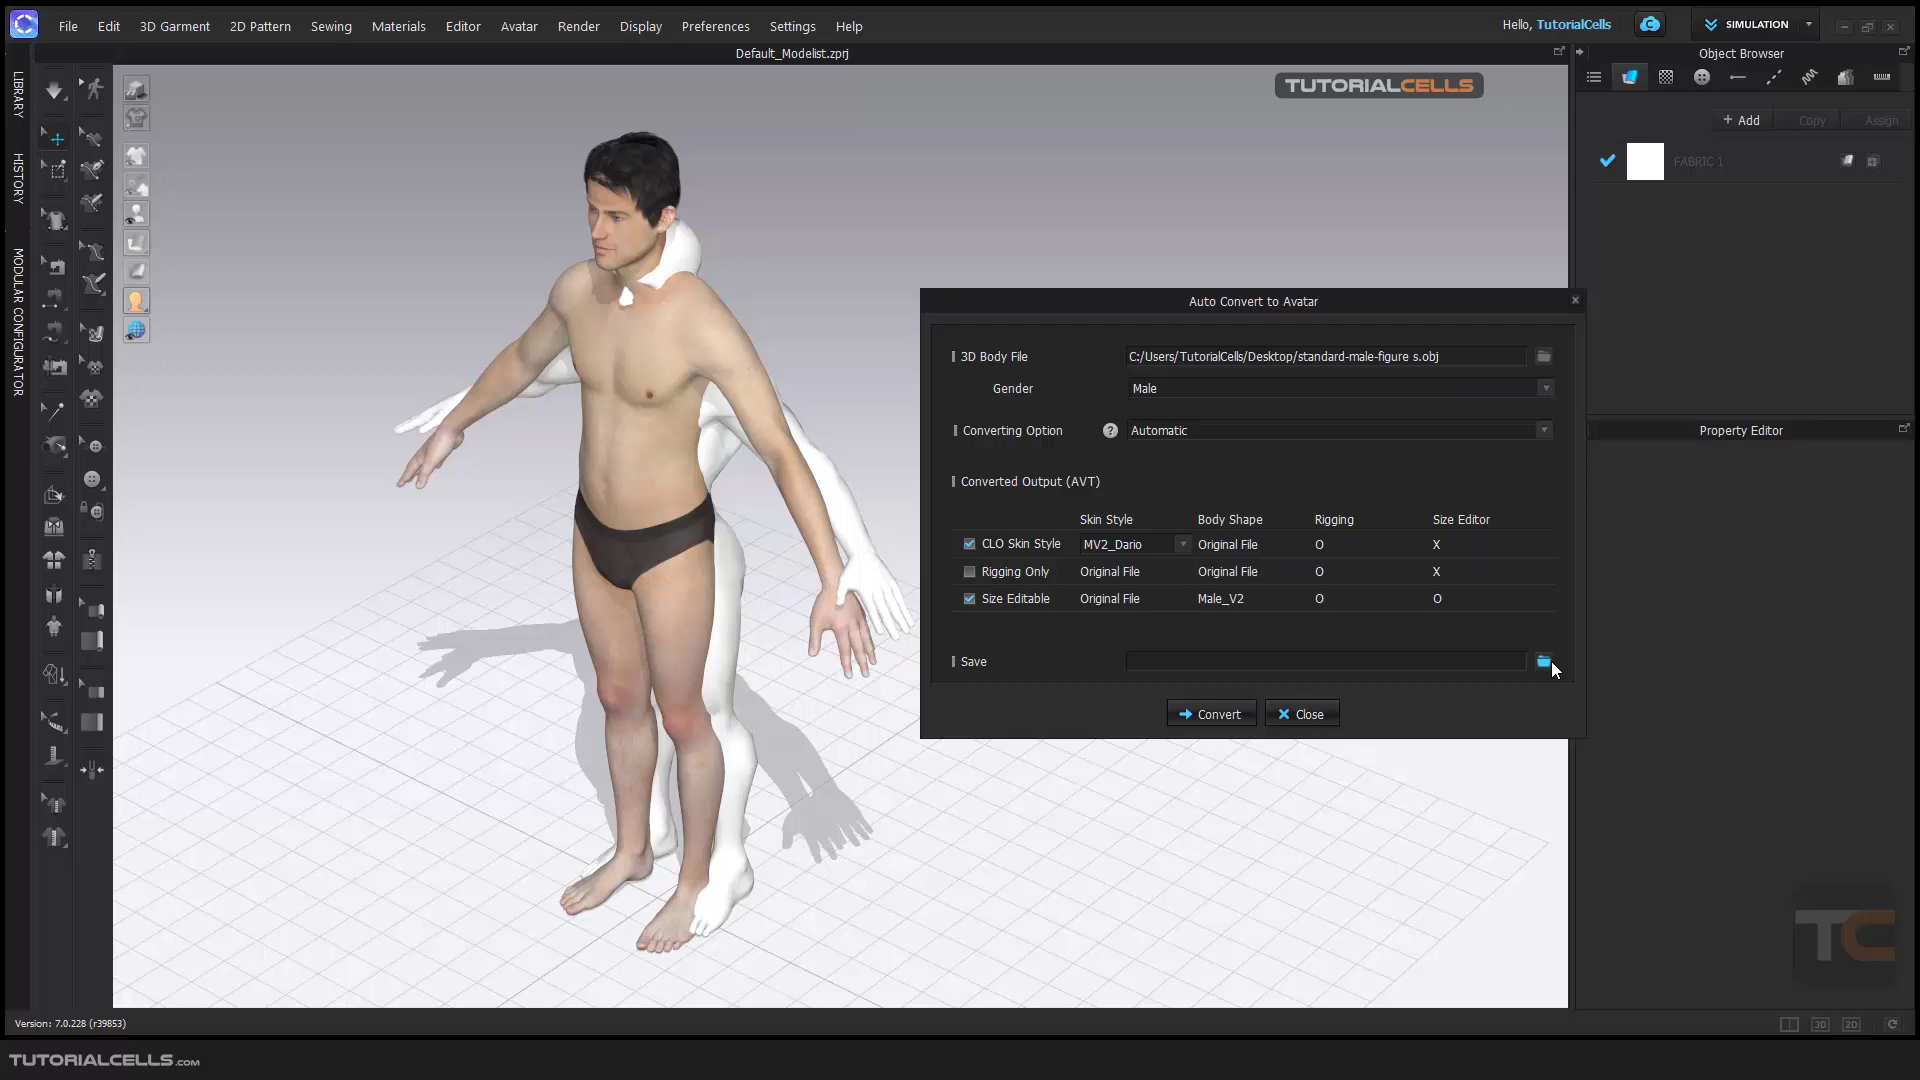 File Edit 3D Garment 2D Pattern Sewing Materials Editor Avatar Render Display Preferences Settings Help
Hello, TutorialCells
SIMULATION
Default_Modelist.zprj
Object Browser
TUTORIALCELLS
LIBRARY
HISTORY
MODULAR CONFIGURATOR
+ Add Copy Assign
FABRIC 1
Property Editor
Auto Convert to Avatar
3D Body File C:/Users/TutorialCells/Desktop/standard-male-figure s.obj
Gender Male
Converting Option ? Automatic
Converted Output (AVT)
Skin Style Body Shape Rigging Size Editor
CLO Skin Style MV2_Dario Original File O X
Rigging Only Original File Original File O X
Size Editable Original File Male_V2 O O
Save
Convert Close
TC
Version: 7.0.228 (r39853)
3D 2D
TUTORIALCELLS.com